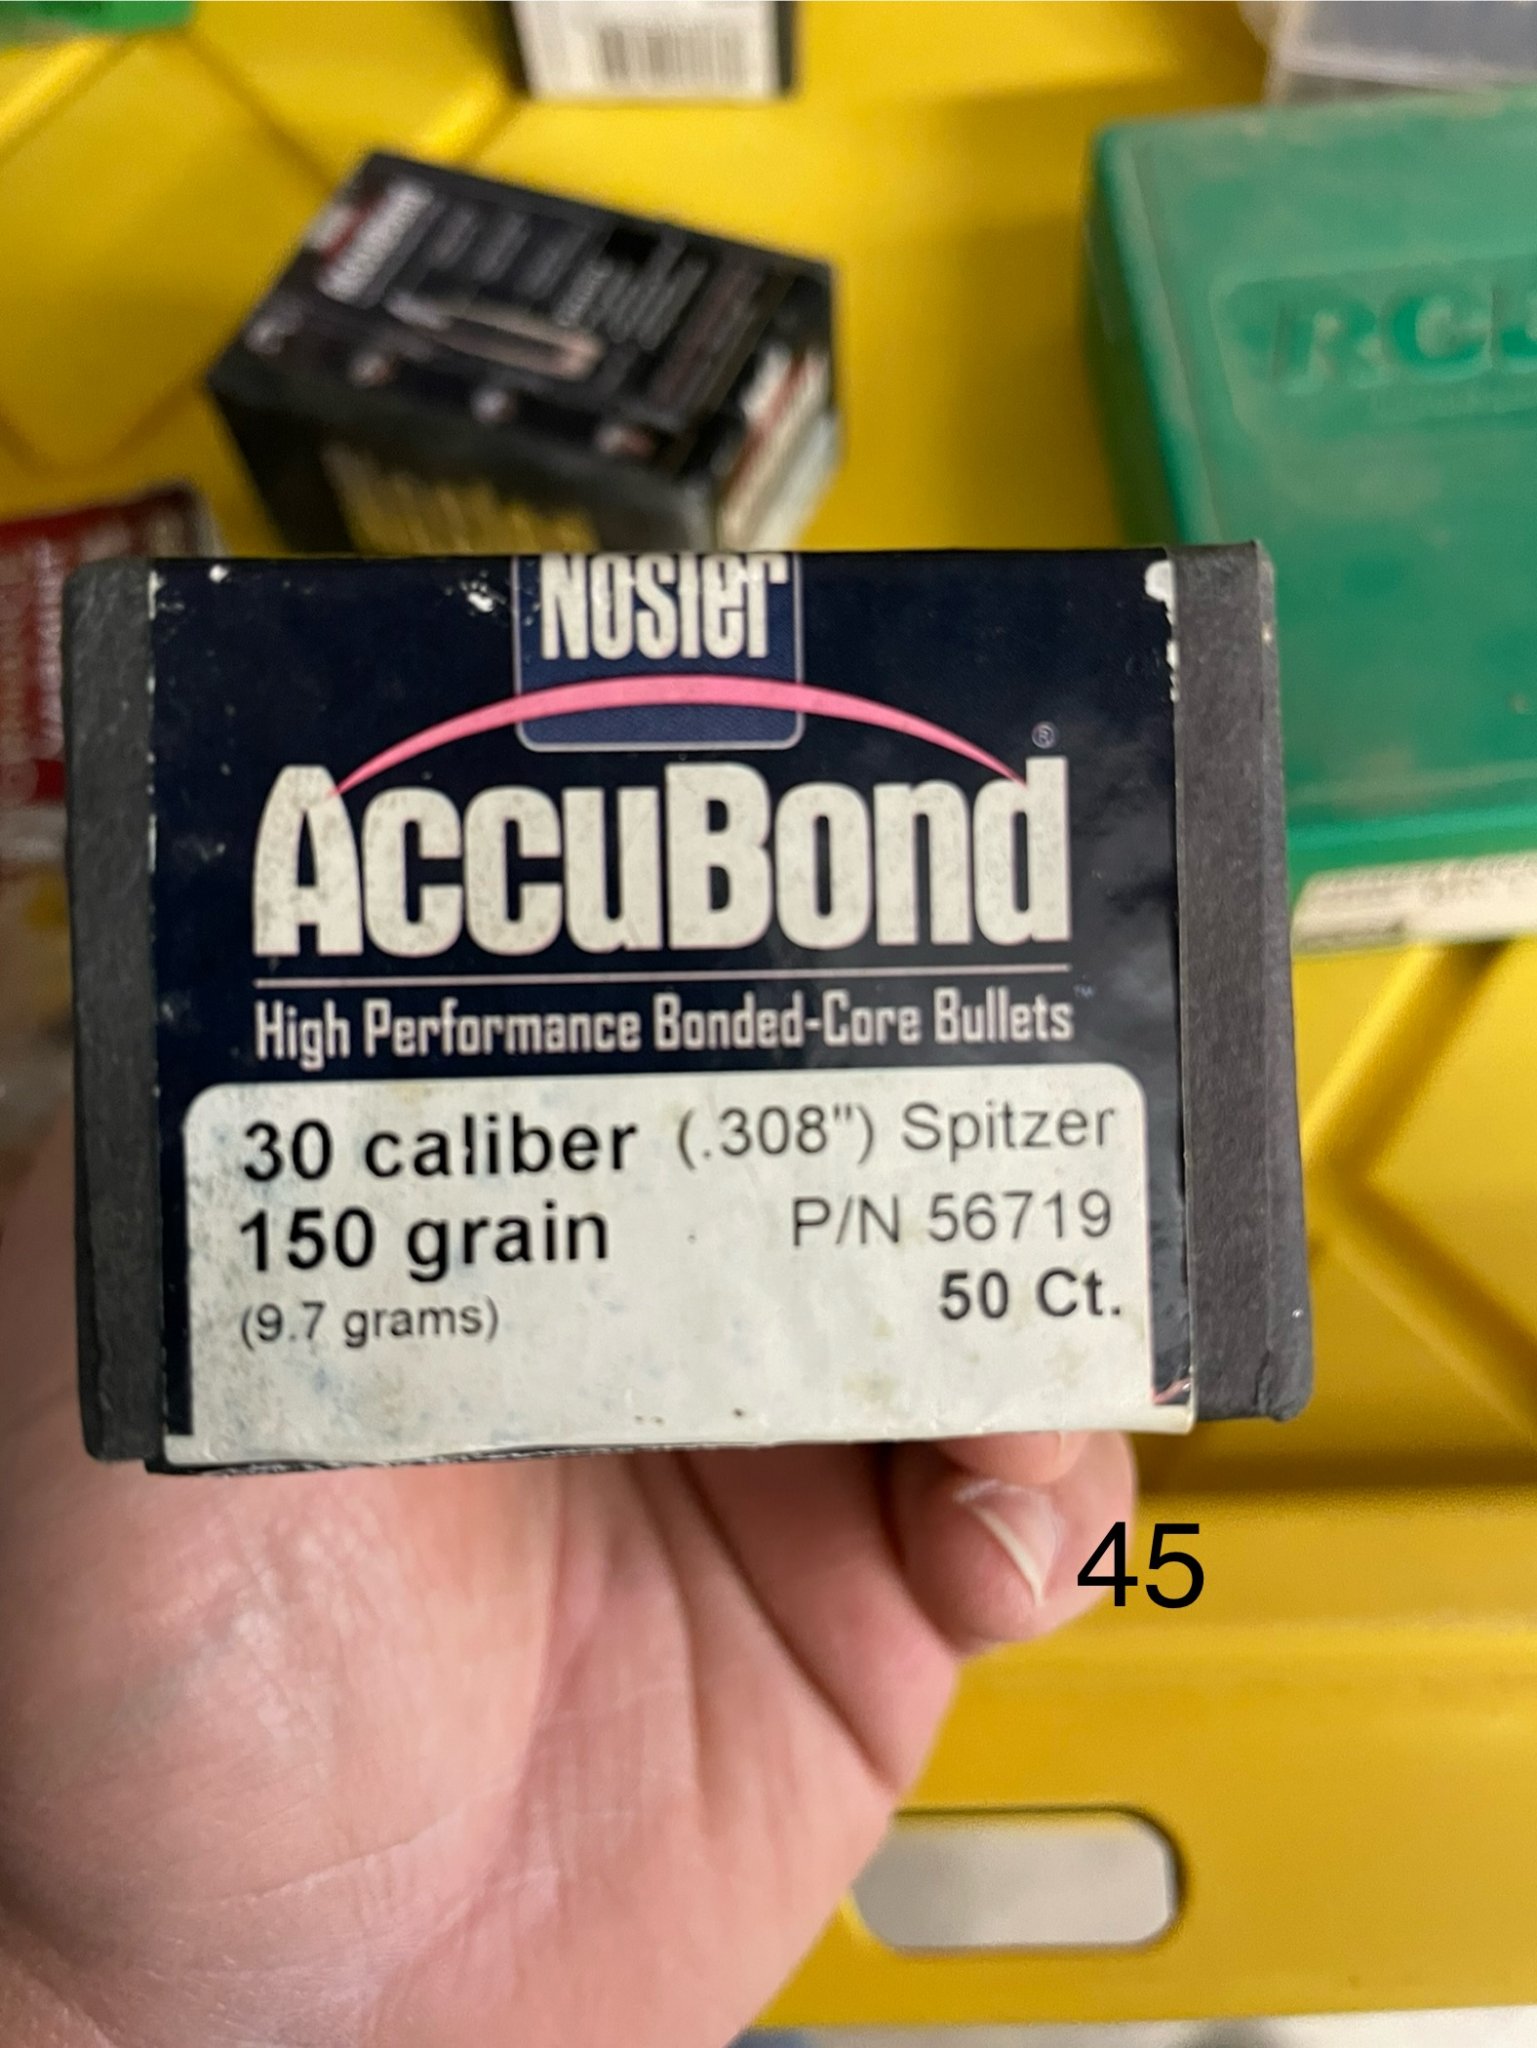 Nosler
®
AccuBond
High Performance Bonded-Core Bullets™
30 caliber (.308") Spitzer
150 grain P/N 56719
(9.7 grams) 50 Ct.
45